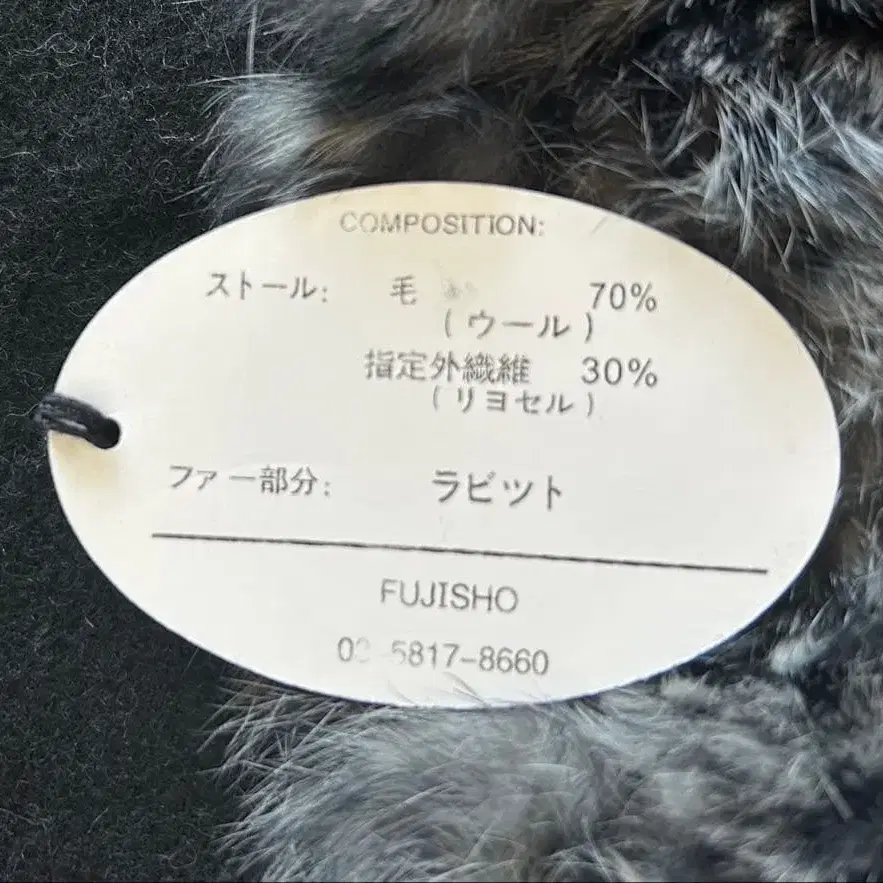 COMPOSITION:
ストール: 毛 70%
(ウール)
指定外繊維 30%
(リヨセル)
ファー部分: ラビット
FUJISHO
5817-8660